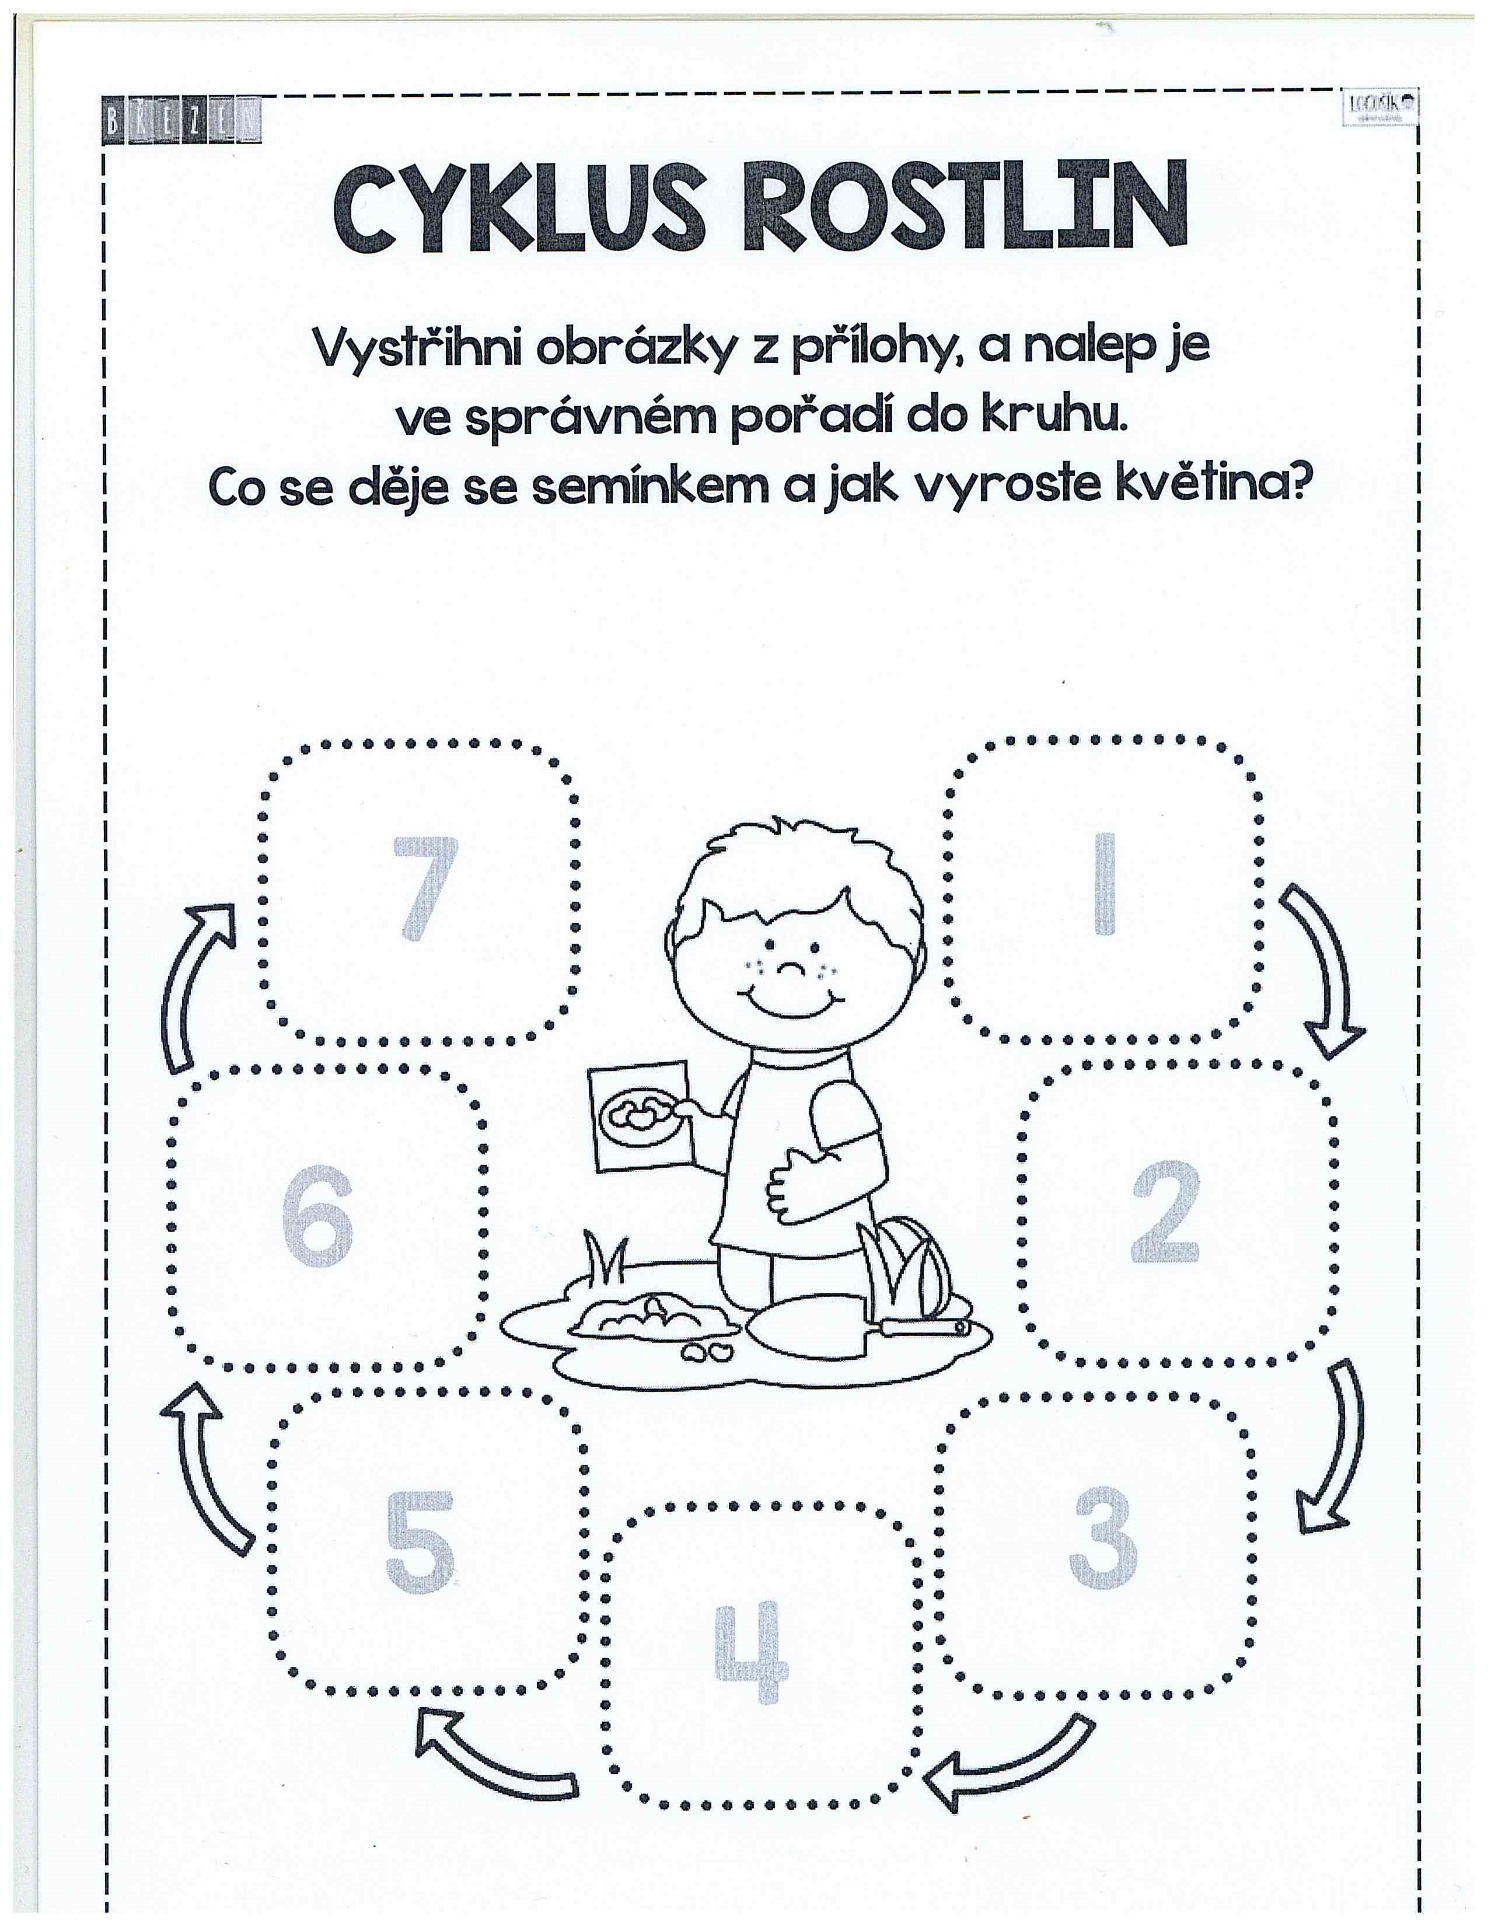 BŘEZEN
CYKLUS ROSTLIN
Vystřihni obrázky z přílohy, a nalep je
ve správném pořadí do kruhu.
Co se děje se semínkem a jak vyroste květina?
7
1
6
2
5
3
4